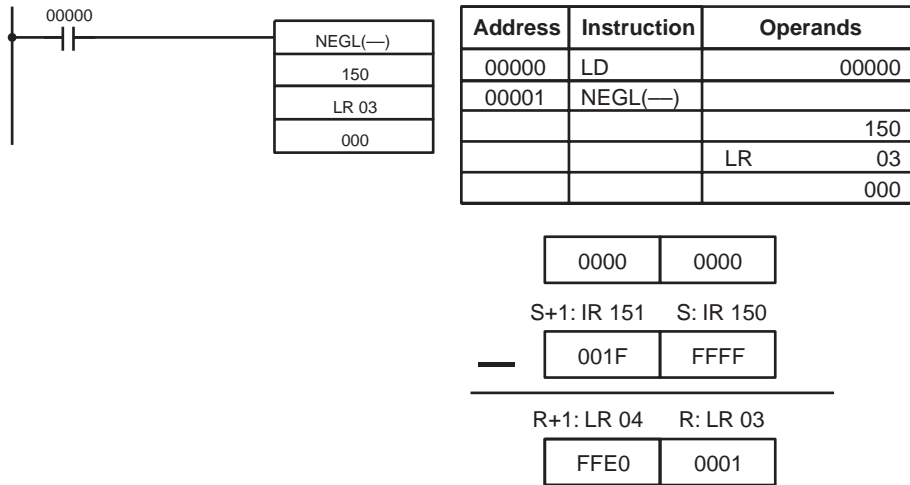 00000
NEGL(—)
150
LR 03
000
Address Instruction Operands
00000 LD 00000
00001 NEGL(––)
150
LR 03
000
0000 0000
S+1: IR 151 S: IR 150
— 001F FFFF
R+1: LR 04 R: LR 03
FFE0 0001